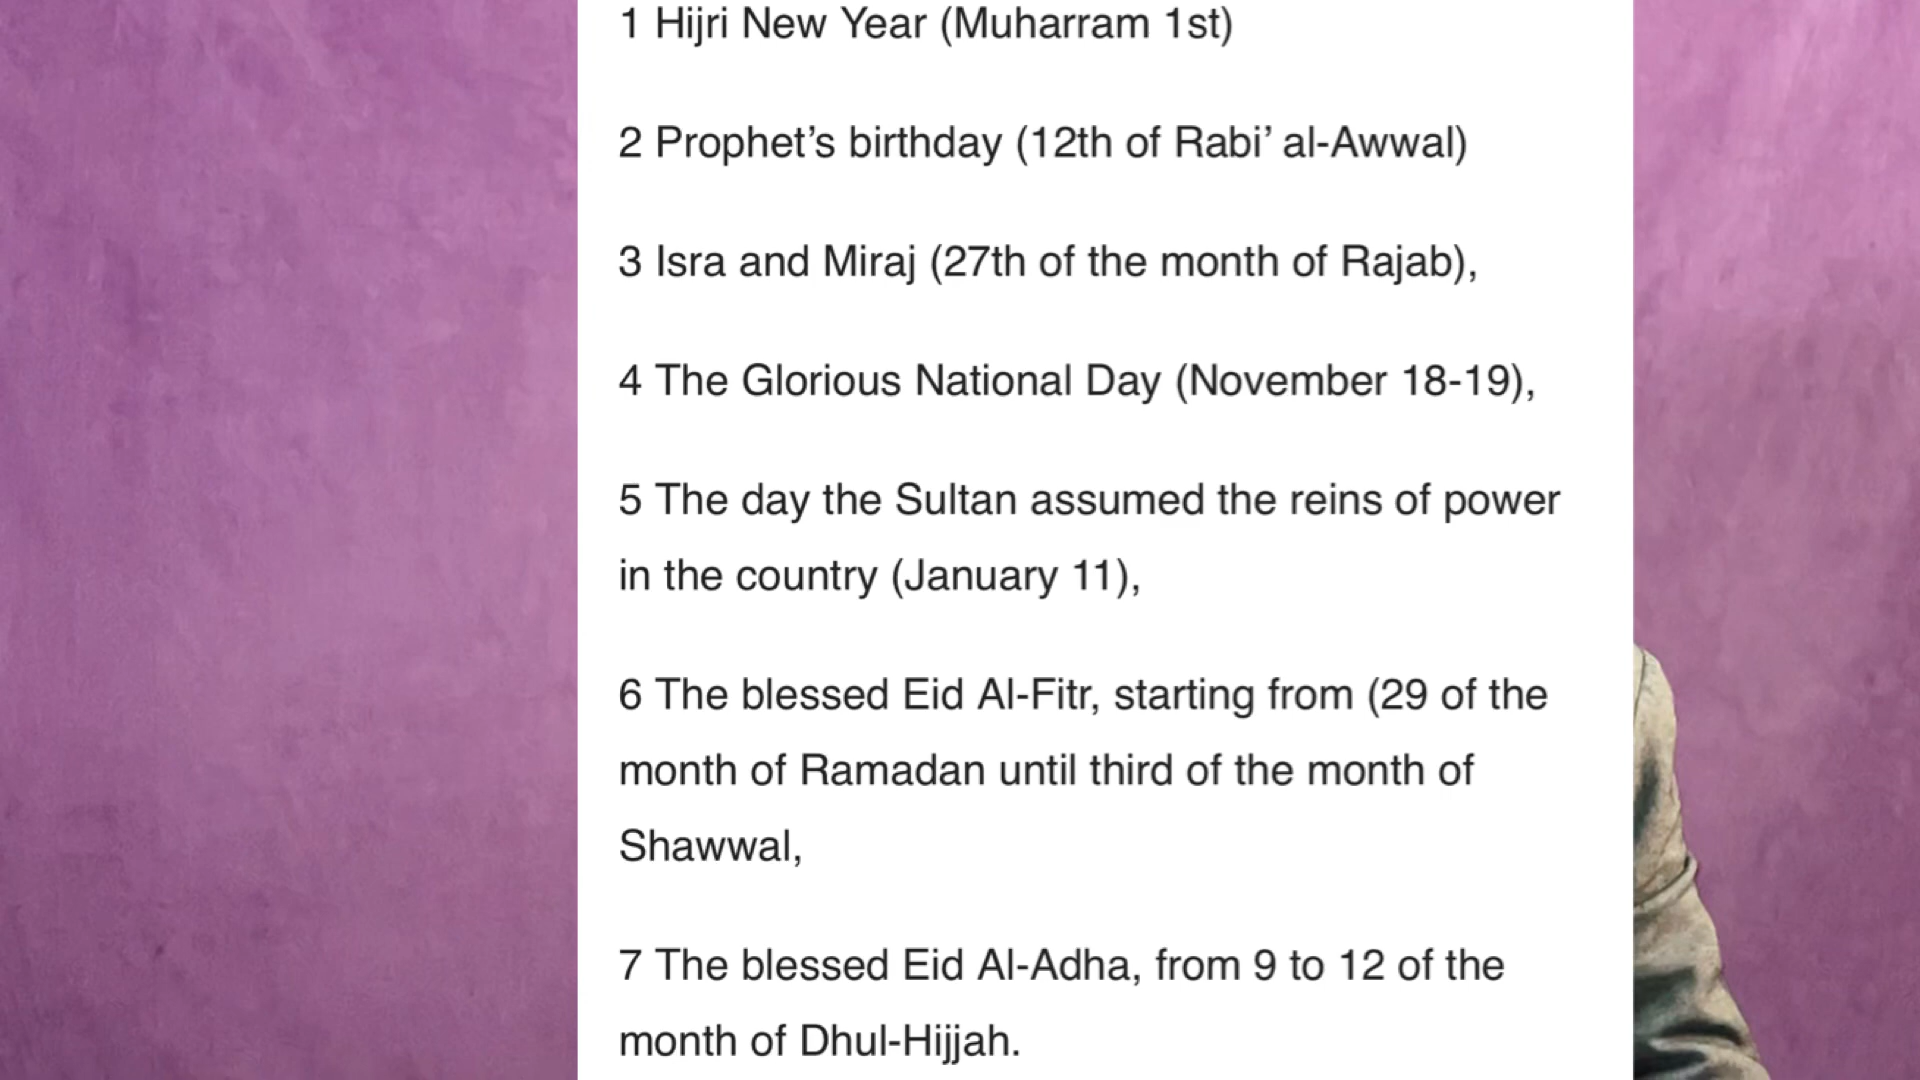 1 Hijri New Year (Muharram 1st)
2 Prophet’s birthday (12th of Rabi’ al-Awwal)
3 Isra and Miraj (27th of the month of Rajab),
4 The Glorious National Day (November 18-19),
5 The day the Sultan assumed the reins of power
in the country (January 11),
6 The blessed Eid Al-Fitr, starting from (29 of the
month of Ramadan until third of the month of
Shawwal,
7 The blessed Eid Al-Adha, from 9 to 12 of the
month of Dhul-Hijjah.